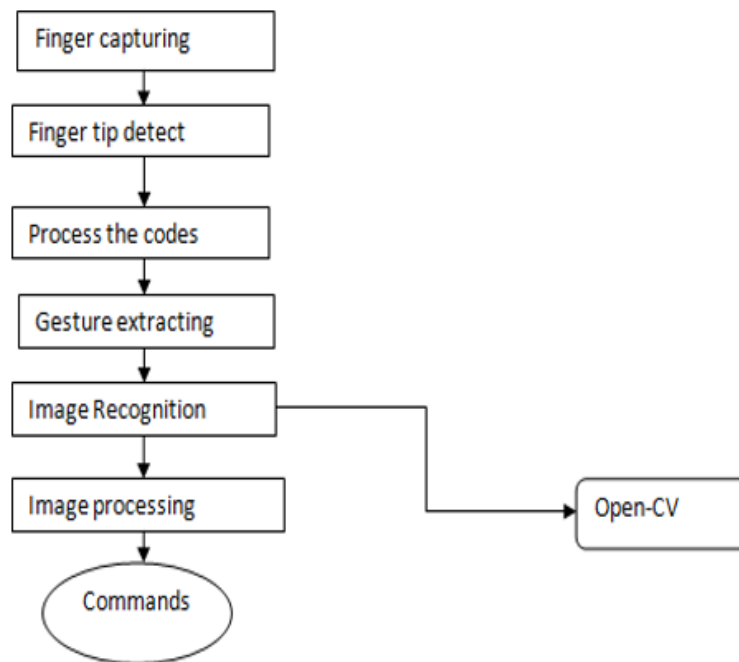 Finger capturing
Finger tip detect
Process the codes
Gesture extracting
Image Recognition
Image processing
Open-CV
Commands